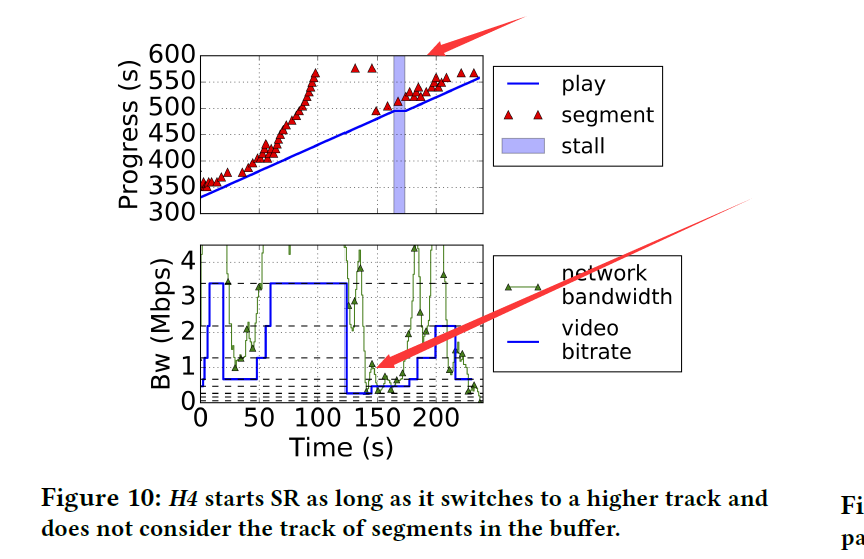 600
550
500
450
400
350
300
Progress (s)
play
segment
stall
4
3
2
1
0
Bw (Mbps)
network
bandwidth
video
bitrate
0 50 100 150 200
Time (s)
Figure 10: H4 starts SR as long as it switches to a higher track and
does not consider the track of segments in the buffer.
Fi
pa